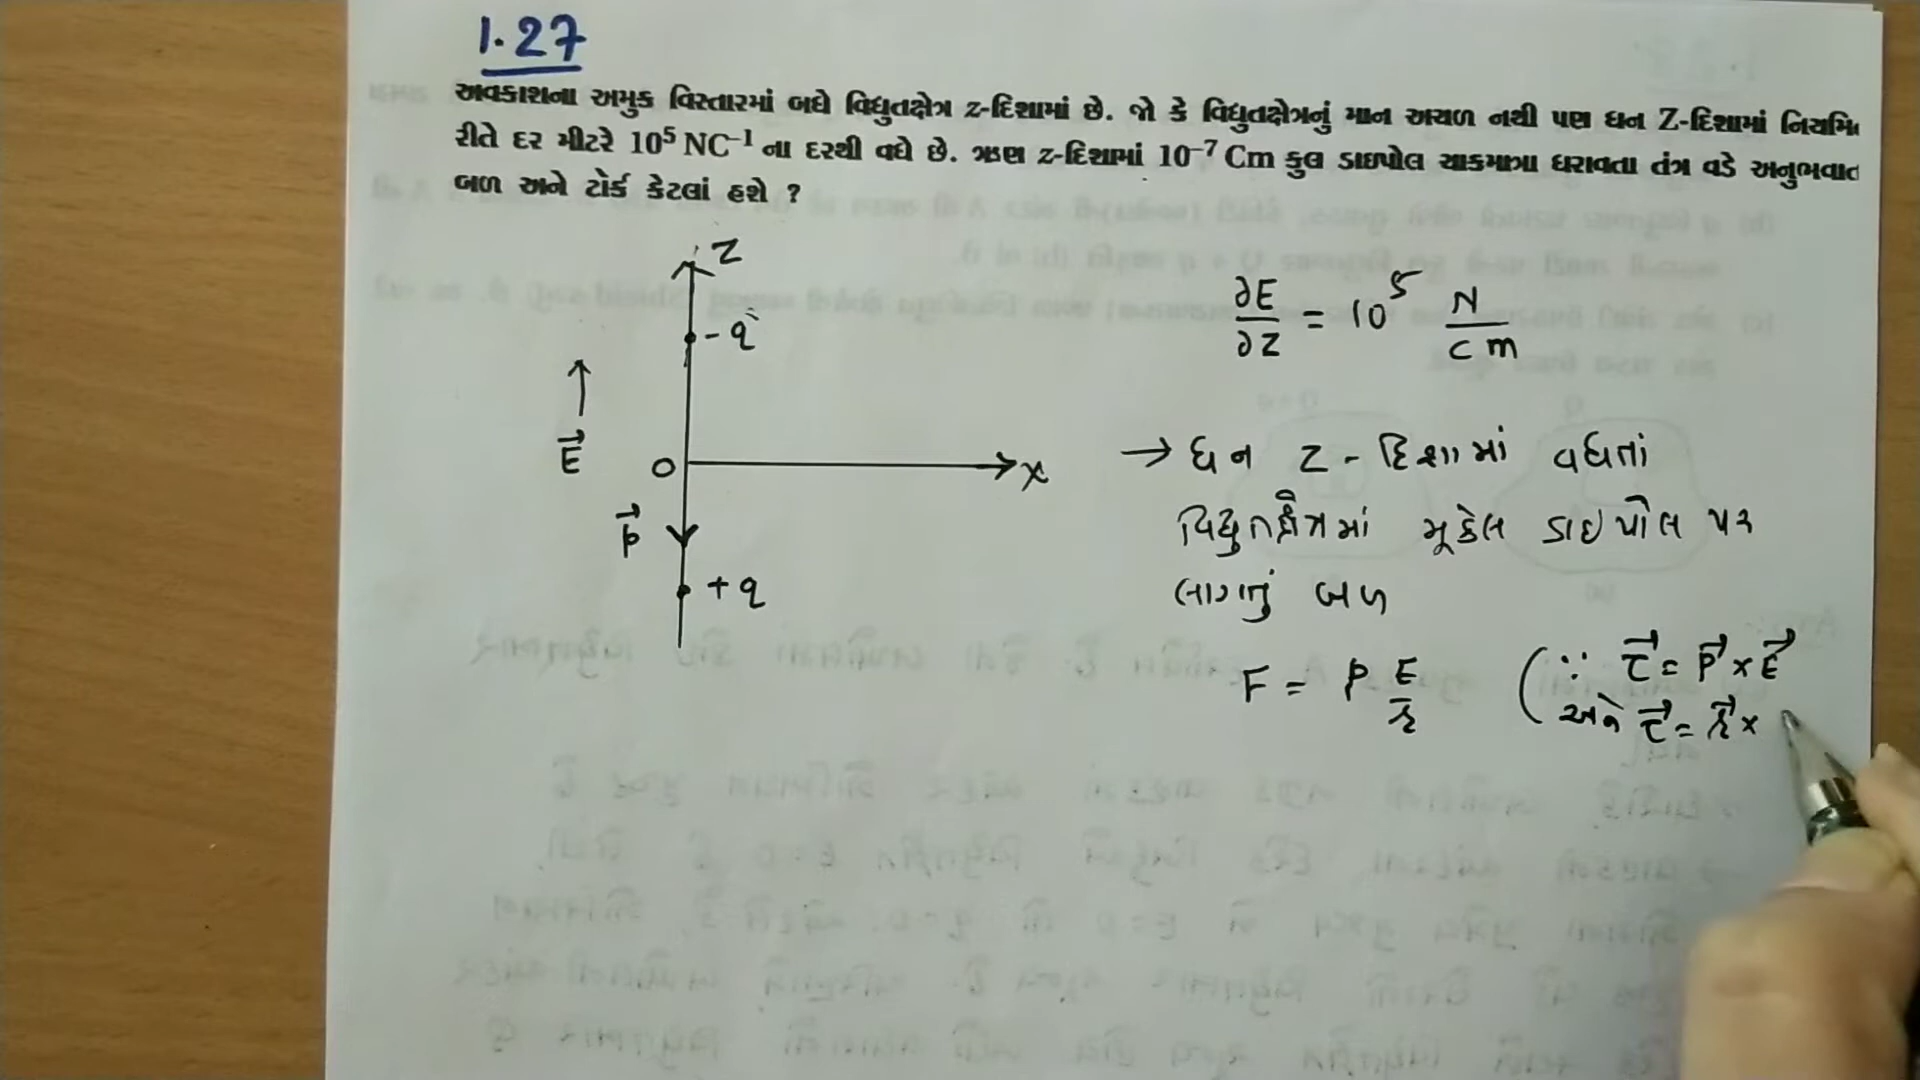 1.27
અવકાશના અમુક વિસ્તારમાં બધે વિદ્યુતક્ષેત્ર z-દિશામાં છે. જો કે વિદ્યુતક્ષેત્રનું માન અચળ નથી પણ ધન Z-દિશામાં નિયમિ
રીતે દર મીટરે 10⁵ NC⁻¹ ના દરથી વધે છે. ઋણ z-દિશામાં 10⁻⁷ Cm કુલ ડાઇપોલ ચાકમાત્રા ધરાવતા તંત્ર વડે અનુભવાત
બળ અને ટૉર્ક કેટલાં હશે ?
Z
-q
E⃗
O
X
p⃗
+q
∂E/∂Z = 10⁵ N/Cm
→ ધન Z - દિશામાં વધતાં
વિદ્યુતક્ષેત્રમાં મૂકેલ ડાઇપોલ પર
લાગતું બળ
F = P E/r (∵ τ⃗ = P⃗ × E⃗
અને τ⃗ = r⃗ ×